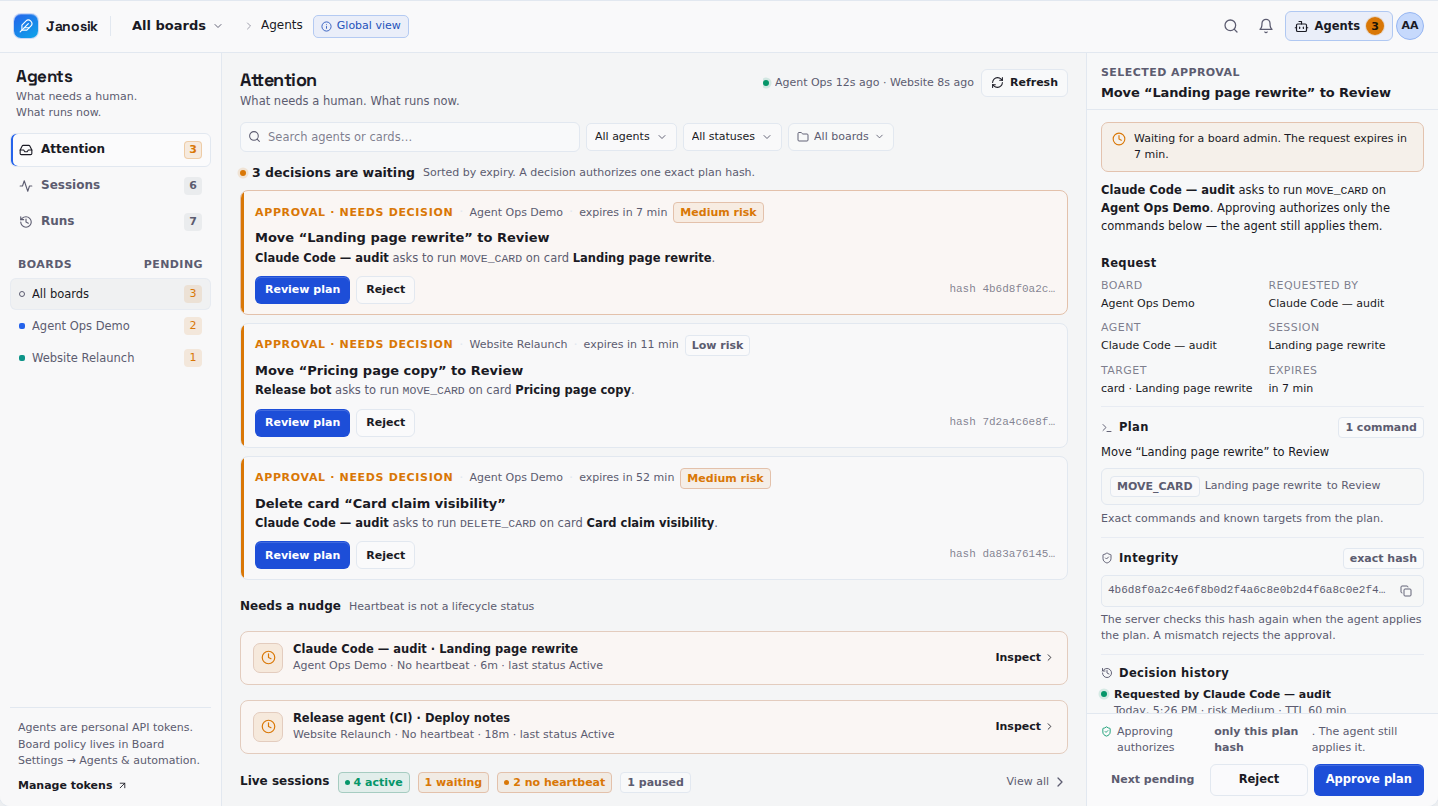 Janosik
All boards
Agents
Global view
Agents 3
AA
Agents
What needs a human.
What runs now.
Attention 3
Sessions 6
Runs 7
BOARDS PENDING
All boards 3
Agent Ops Demo 2
Website Relaunch 1
Agents are personal API tokens.
Board policy lives in Board
Settings → Agents & automation.
Manage tokens
Attention
What needs a human. What runs now.
Agent Ops 12s ago · Website 8s ago
Refresh
Search agents or cards…
All agents
All statuses
All boards
3 decisions are waiting Sorted by expiry. A decision authorizes one exact plan hash.
APPROVAL · NEEDS DECISION · Agent Ops Demo · expires in 7 min Medium risk
Move “Landing page rewrite” to Review
Claude Code — audit asks to run MOVE_CARD on card Landing page rewrite.
Review plan Reject hash 4b6d8f0a2c…
APPROVAL · NEEDS DECISION · Website Relaunch · expires in 11 min Low risk
Move “Pricing page copy” to Review
Release bot asks to run MOVE_CARD on card Pricing page copy.
Review plan Reject hash 7d2a4c6e8f…
APPROVAL · NEEDS DECISION · Agent Ops Demo · expires in 52 min Medium risk
Delete card “Card claim visibility”
Claude Code — audit asks to run DELETE_CARD on card Card claim visibility.
Review plan Reject hash da83a76145…
Needs a nudge Heartbeat is not a lifecycle status
Claude Code — audit · Landing page rewrite
Agent Ops Demo · No heartbeat · 6m · last status Active
Inspect
Release agent (CI) · Deploy notes
Website Relaunch · No heartbeat · 18m · last status Active
Inspect
Live sessions 4 active 1 waiting 2 no heartbeat 1 paused View all
SELECTED APPROVAL
Move “Landing page rewrite” to Review
Waiting for a board admin. The request expires in
7 min.
Claude Code — audit asks to run MOVE_CARD on
Agent Ops Demo. Approving authorizes only the
commands below — the agent still applies them.
Request
BOARD REQUESTED BY
Agent Ops Demo Claude Code — audit
AGENT SESSION
Claude Code — audit Landing page rewrite
TARGET EXPIRES
card · Landing page rewrite in 7 min
Plan 1 command
Move “Landing page rewrite” to Review
MOVE_CARD Landing page rewrite to Review
Exact commands and known targets from the plan.
Integrity exact hash
4b6d8f0a2c4e6f8b0d2f4a6c8e0b2d4f6a8c0e2f4…
The server checks this hash again when the agent applies
the plan. A mismatch rejects the approval.
Decision history
Requested by Claude Code — audit
Today, 5:26 PM · risk Medium · TTL 60 min
Approving authorizes only this plan hash . The agent still applies it.
Next pending Reject Approve plan